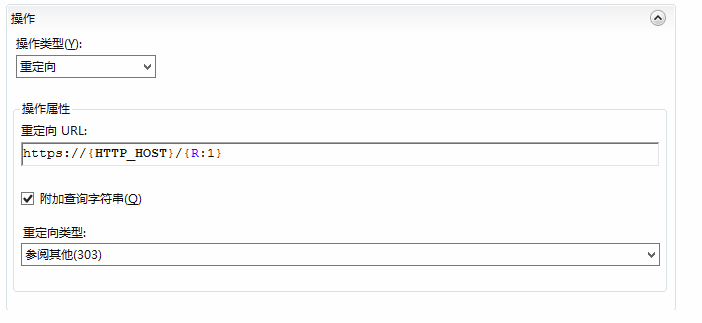 操作
操作类型(Y):
重定向
操作属性
重定向 URL:
https://{HTTP_HOST}/{R:1}
附加查询字符串(Q)
重定向类型:
参阅其他(303)